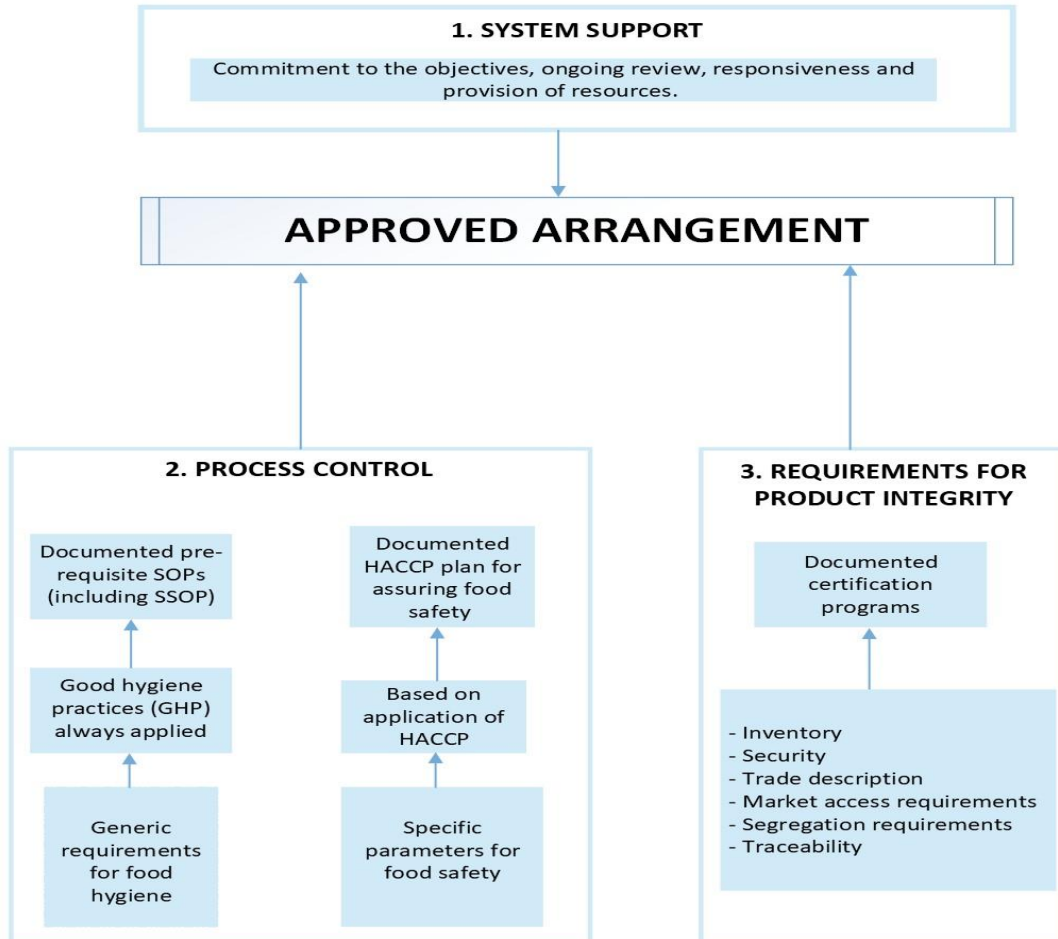 1. SYSTEM SUPPORT
Commitment to the objectives, ongoing review, responsiveness and
provision of resources.
APPROVED ARRANGEMENT
2. PROCESS CONTROL
Documented pre-
requisite SOPs
(including SSOP)
Good hygiene
practices (GHP)
always applied
Generic
requirements
for food
hygiene
Documented
HACCP plan for
assuring food
safety
Based on
application of
HACCP
Specific
parameters for
food safety
3. REQUIREMENTS FOR
PRODUCT INTEGRITY
Documented
certification
programs
- Inventory
- Security
- Trade description
- Market access requirements
- Segregation requirements
- Traceability